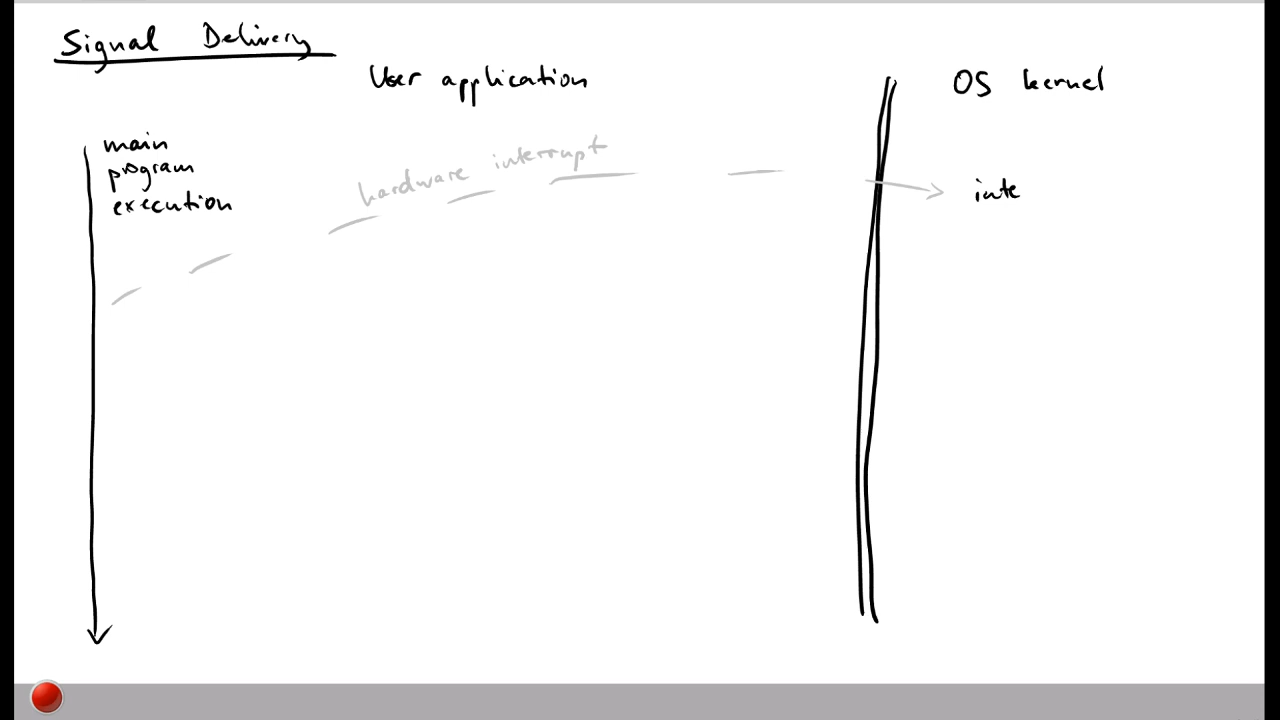 Signal Delivery
User application
OS kernel
main
program
execution
hardware interrupt
inte